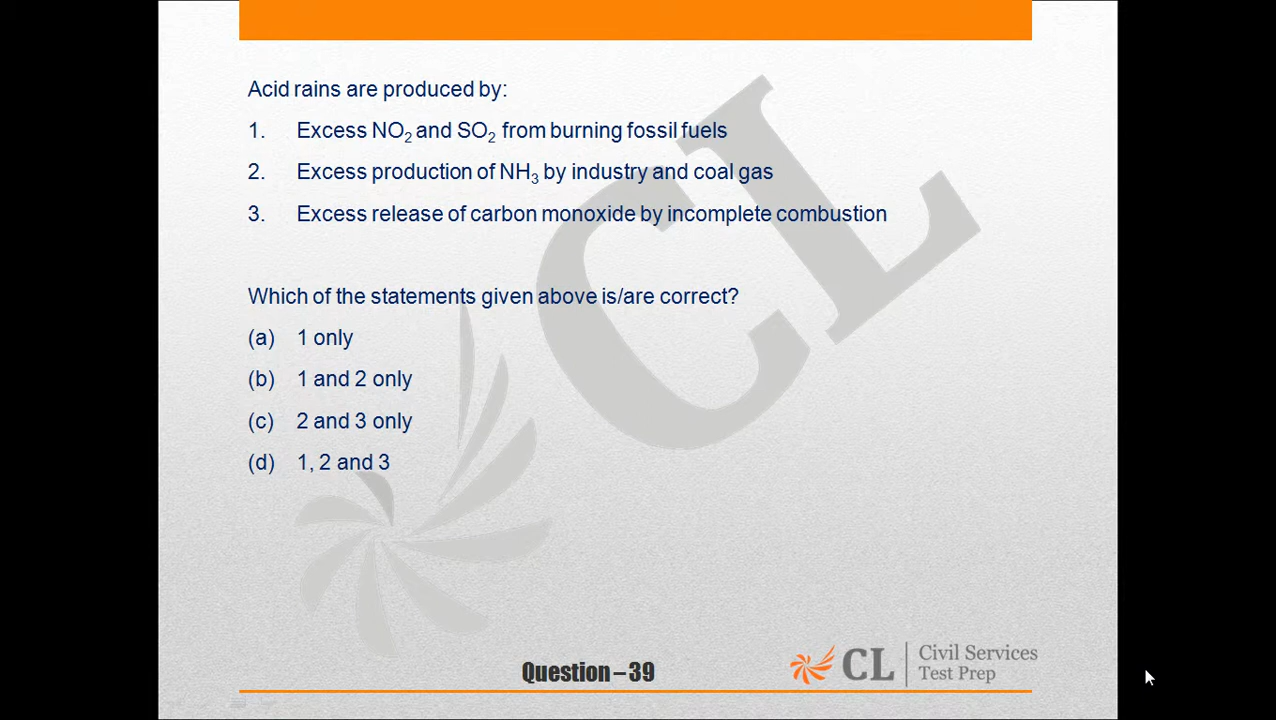 Acid rains are produced by:
1. Excess NO₂ and SO₂ from burning fossil fuels
2. Excess production of NH₃ by industry and coal gas
3. Excess release of carbon monoxide by incomplete combustion
Which of the statements given above is/are correct?
(a) 1 only
(b) 1 and 2 only
(c) 2 and 3 only
(d) 1, 2 and 3
CL
Question – 39
CL Civil Services
Test Prep